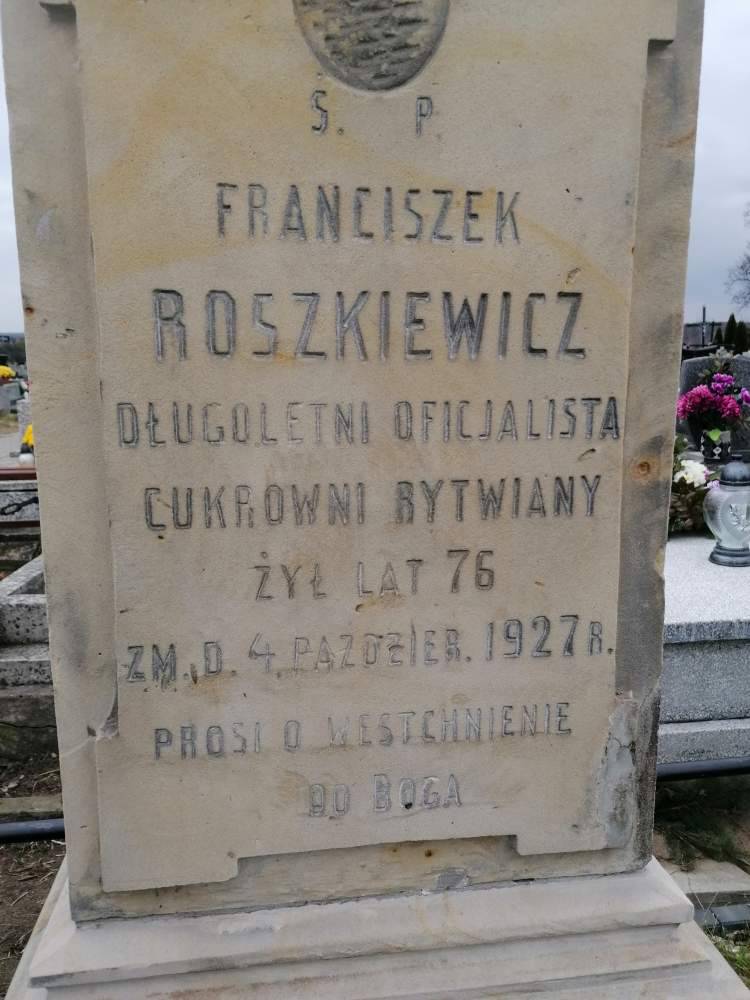 Ś. P
FRANCISZEK
ROSZKIEWICZ
DŁUGOLETNI OFICJALISTA
CUKROWNI RYTWIANY
ŻYŁ LAT 76
ZM. D. 4. PAŹDZIER. 1927 R.
PROSI O WESTCHNIENIE
DO BOGA